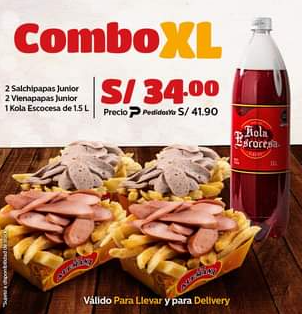 Combo XL
2 Salchipapas Junior
2 Vienapapas Junior
1 Kola Escocesa de 1.5 L
S/ 34.00
Precio PedidosYa S/ 41.90
Kola
Escocesa
Válido Para Llevar y para Delivery